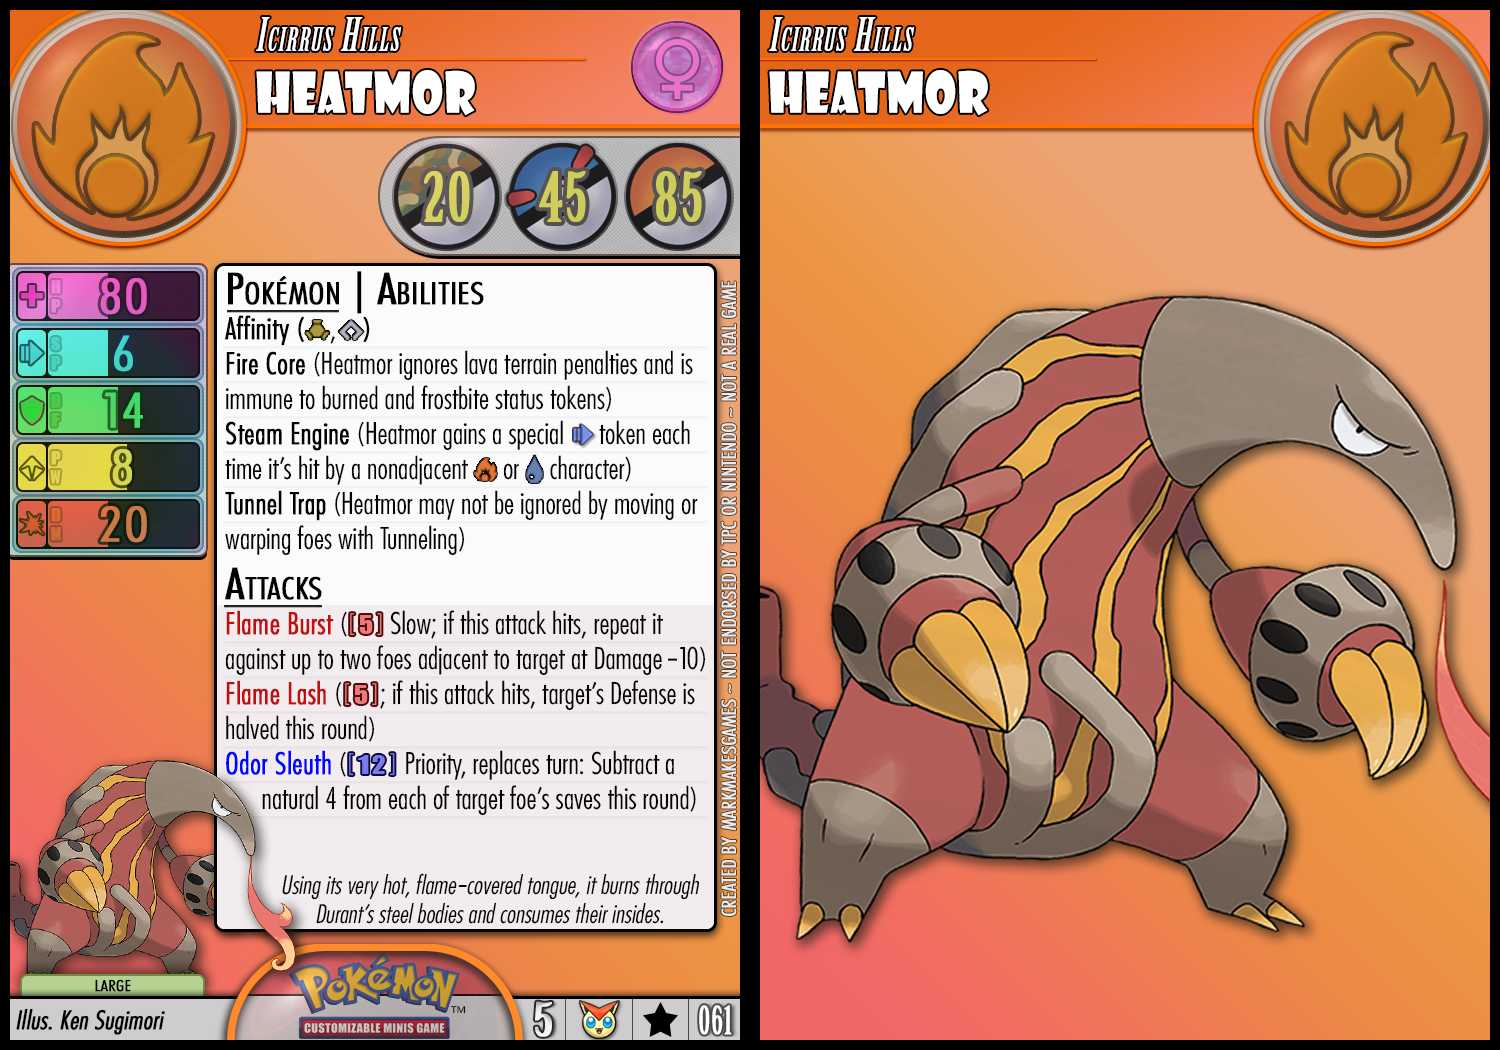 Icirrus Hills
HEATMOR
20 45 85
HP 80
SP 6
DF 14
PW 8
DM 20
Pokémon | Abilities
Affinity ( , )
Fire Core (Heatmor ignores lava terrain penalties and is
immune to burned and frostbite status tokens)
Steam Engine (Heatmor gains a special token each
time it's hit by a nonadjacent or character)
Tunnel Trap (Heatmor may not be ignored by moving or
warping foes with Tunneling)
Attacks
Flame Burst ([5] Slow; if this attack hits, repeat it
against up to two foes adjacent to target at Damage -10)
Flame Lash ([5]; if this attack hits, target's Defense is
halved this round)
Odor Sleuth ([12] Priority, replaces turn: Subtract a
natural 4 from each of target foe's saves this round)
Using its very hot, flame-covered tongue, it burns through
Durant's steel bodies and consumes their insides.
CREATED BY MARKMAKESGAMES ~ NOT ENDORSED BY TPC OR NINTENDO ~ NOT A REAL GAME
LARGE
Illus. Ken Sugimori
POKéMON™
CUSTOMIZABLE MINIS GAME
5
061
Icirrus Hills
HEATMOR